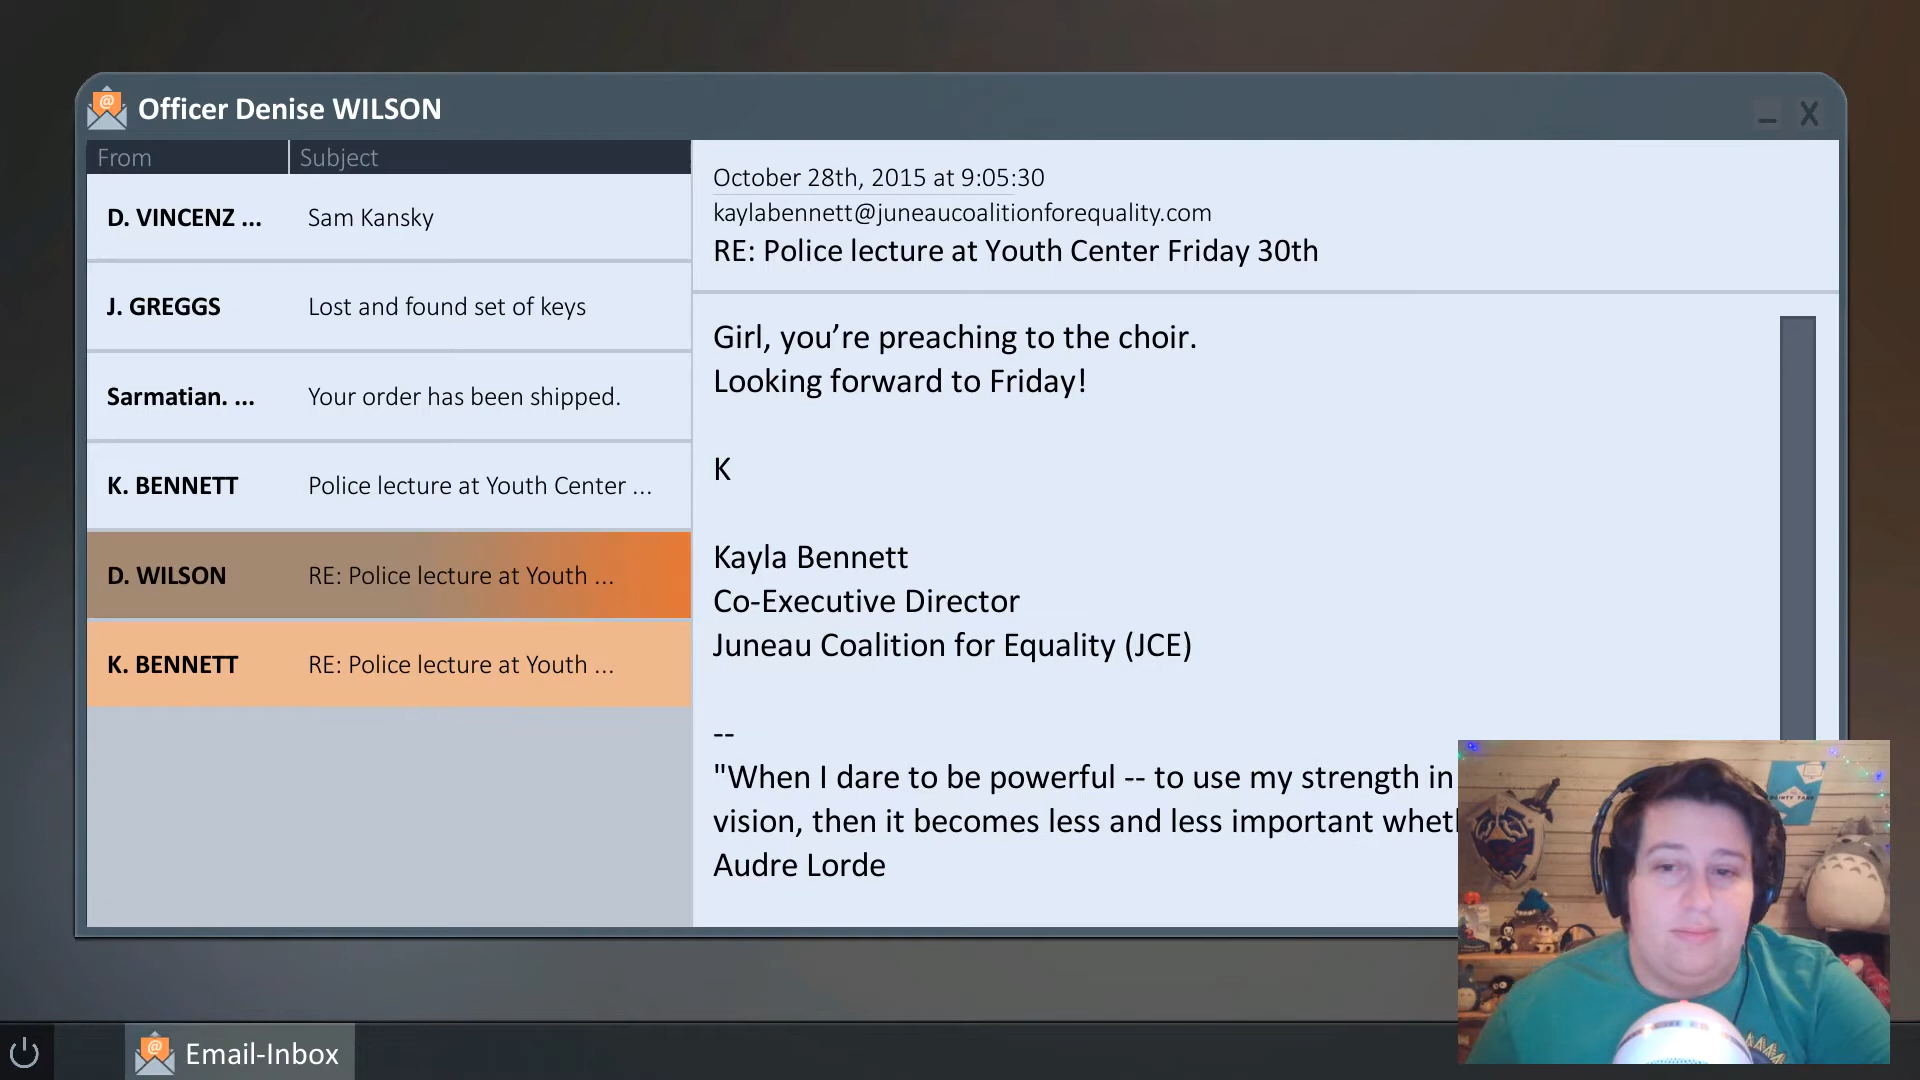 Officer Denise WILSON
From Subject
D. VINCENZ ... Sam Kansky
J. GREGGS Lost and found set of keys
Sarmatian. ... Your order has been shipped.
K. BENNETT Police lecture at Youth Center ...
D. WILSON RE: Police lecture at Youth ...
K. BENNETT RE: Police lecture at Youth ...
October 28th, 2015 at 9:05:30
kaylabennett@juneaucoalitionforequality.com
RE: Police lecture at Youth Center Friday 30th
Girl, you’re preaching to the choir.
Looking forward to Friday!
K
Kayla Bennett
Co-Executive Director
Juneau Coalition for Equality (JCE)
--
"When I dare to be powerful -- to use my strength in
vision, then it becomes less and less important
Audre Lorde
Email-Inbox